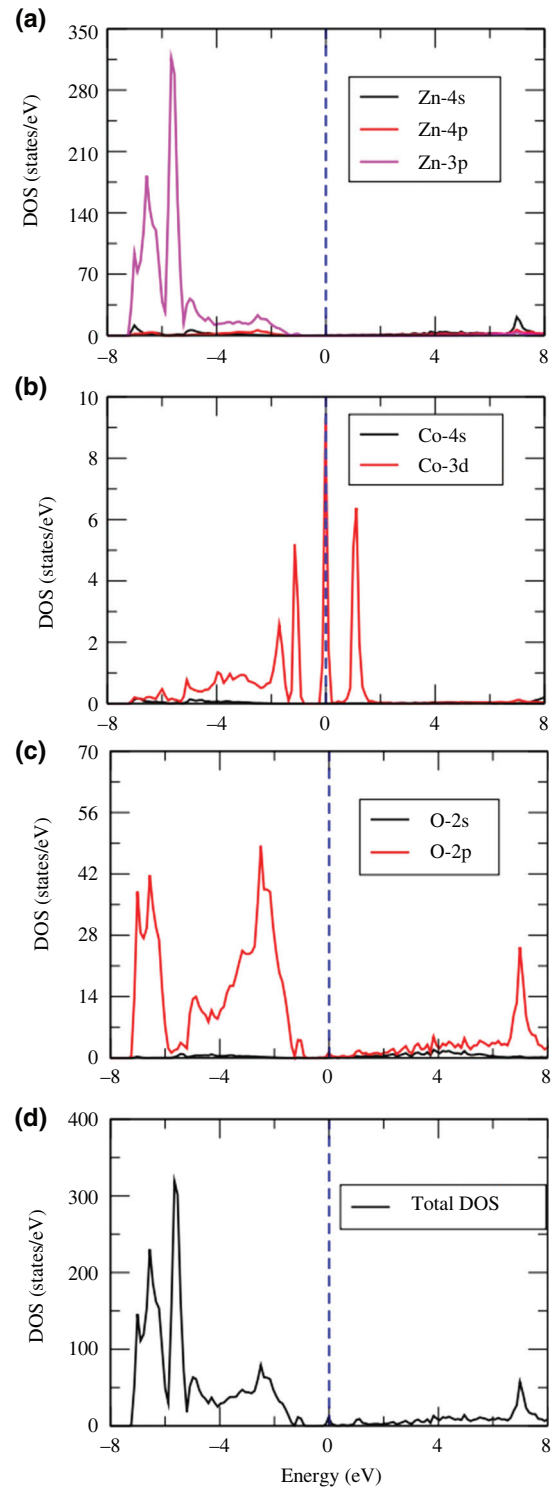 (a)
350
280
210
140
70
0
DOS (states/eV)
Zn-4s
Zn-4p
Zn-3p
−8
−4
0
4
8
(b)
10
8
6
4
2
0
DOS (states/eV)
Co-4s
Co-3d
−8
−4
0
4
8
(c)
70
56
42
28
14
0
DOS (states/eV)
O-2s
O-2p
−8
−4
0
4
8
(d)
400
300
200
100
0
DOS (states/eV)
Total DOS
−8
−4
0
4
8
Energy (eV)